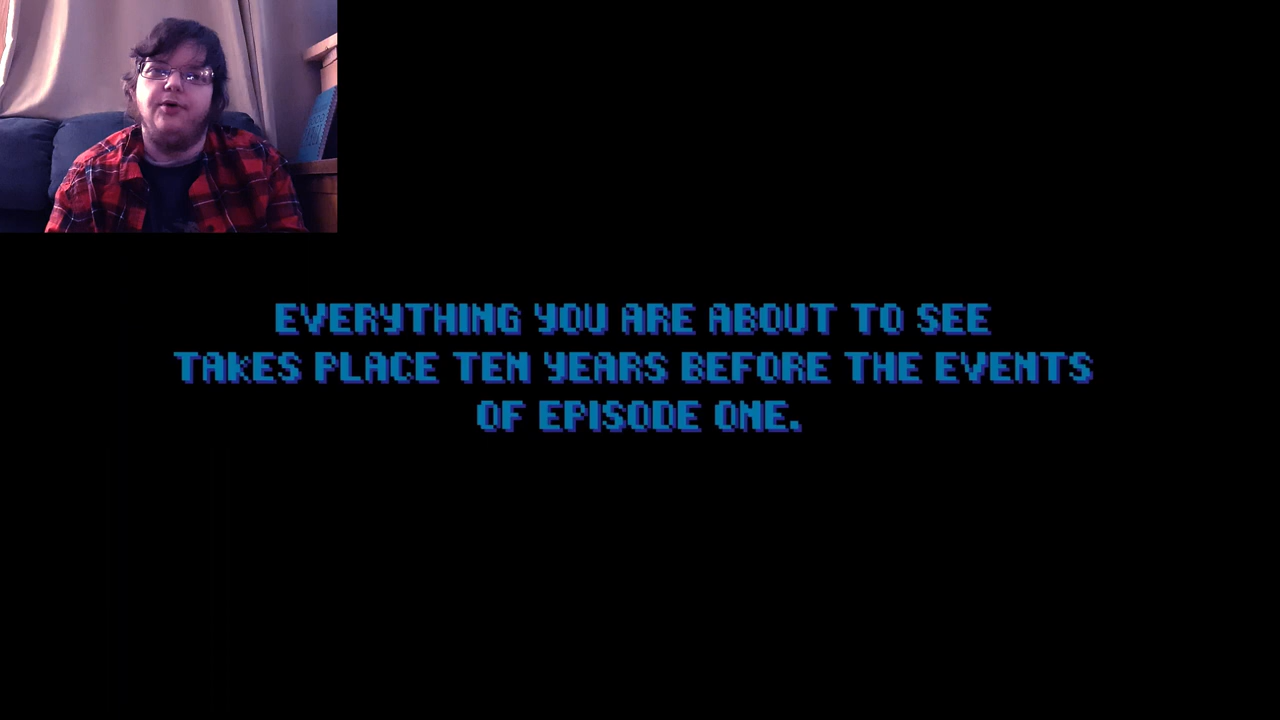 EVERYTHING YOU ARE ABOUT TO SEE
TAKES PLACE TEN YEARS BEFORE THE EVENTS
OF EPISODE ONE.